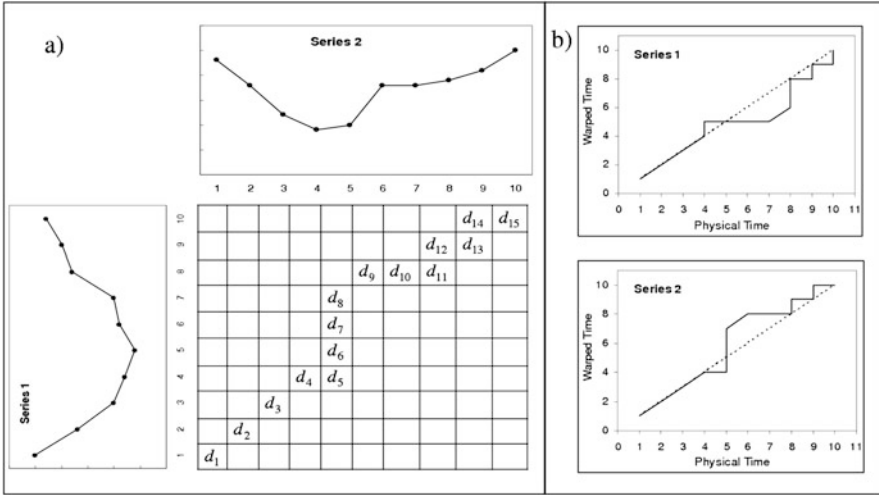 a)
Series 2
1 2 3 4 5 6 7 8 9 10
Series 1
10
9
8
7
6
5
4
3
2
1
d14 d15
d12 d13
d9 d10 d11
d8
d7
d6
d4 d5
d3
d2
d1
b)
Series 1
Warped Time
10
8
6
4
2
0
0 1 2 3 4 5 6 7 8 9 10 11
Physical Time
Series 2
Warped Time
10
8
6
4
2
0
0 1 2 3 4 5 6 7 8 9 10 11
Physical Time